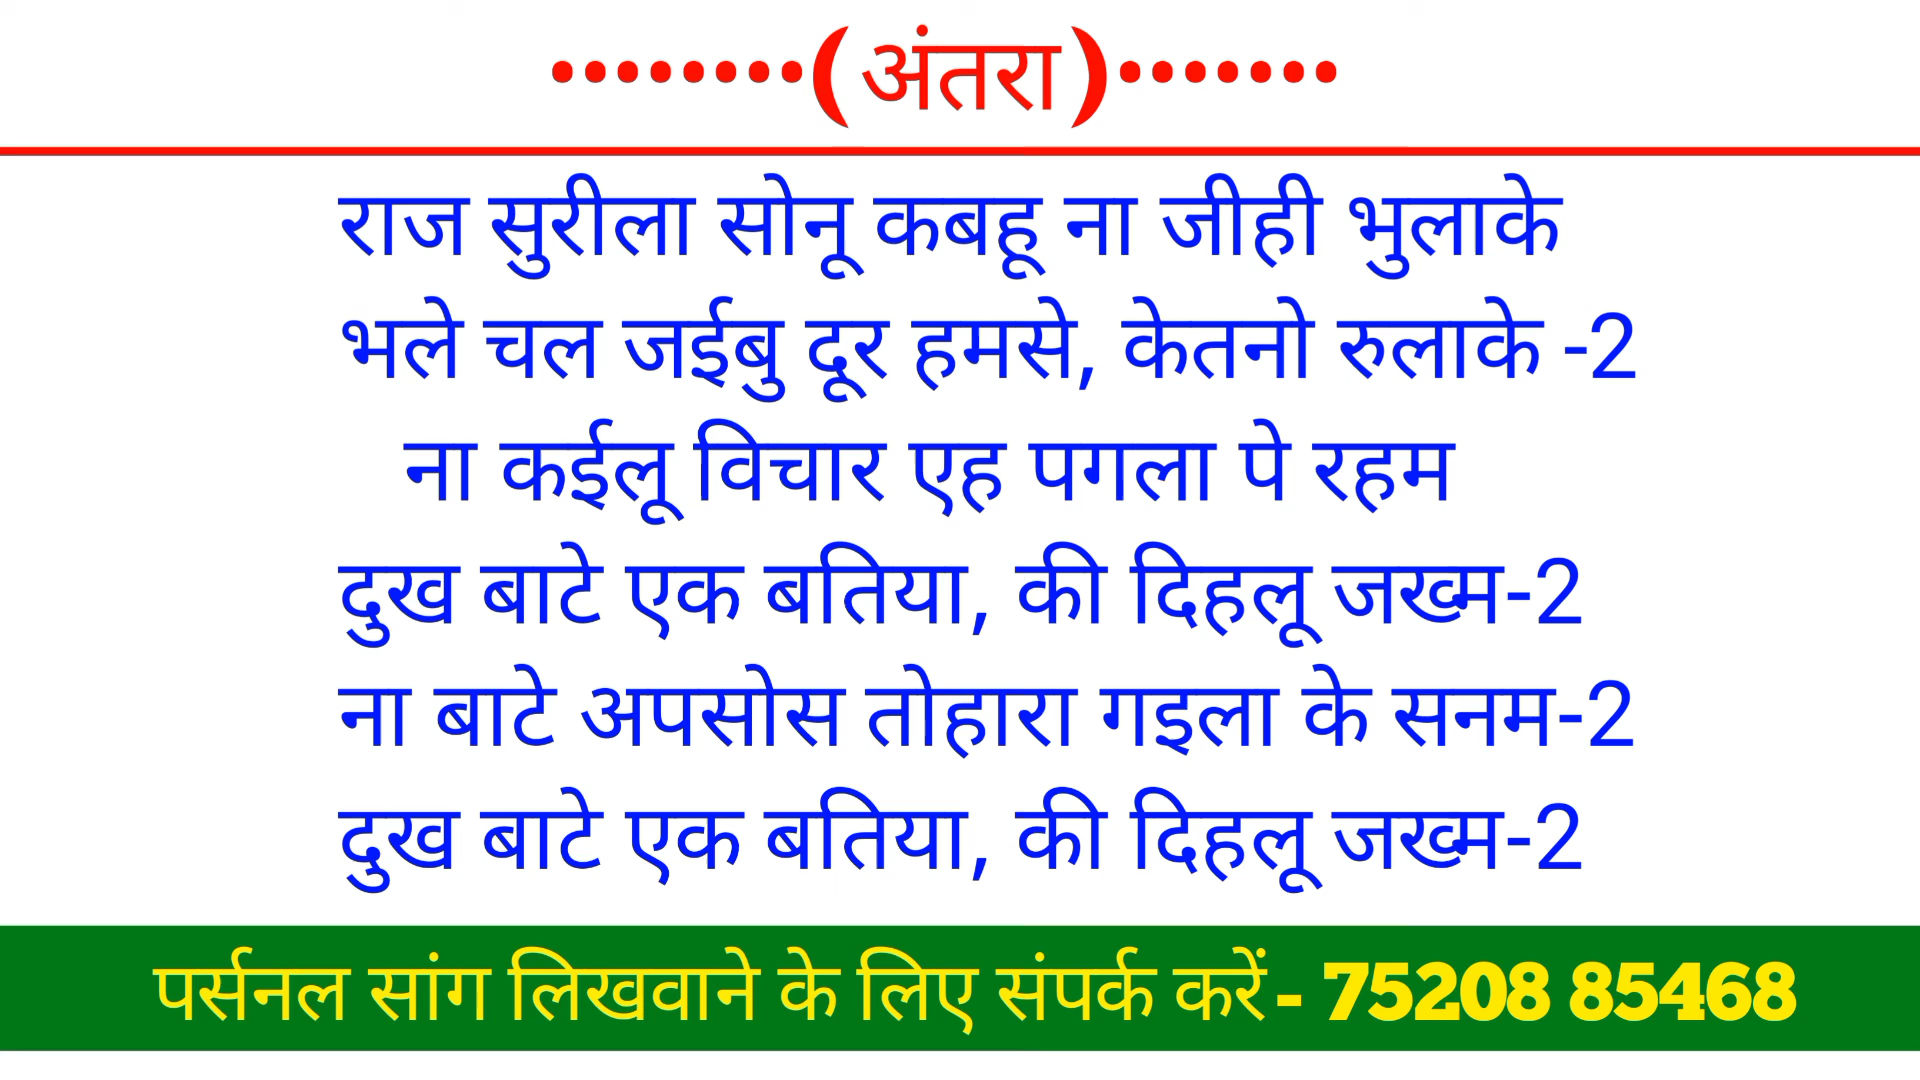 ........(अंतरा).......
राज सुरीला सोनू कबहू ना जीही भुलाके
भले चल जईबु दूर हमसे, केतनो रुलाके -2
ना कईलू विचार एह पगला पे रहम
दुख बाटे एक बतिया, की दिहलू जख्म-2
ना बाटे अपसोस तोहारा गइला के सनम-2
दुख बाटे एक बतिया, की दिहलू जख्म-2
पर्सनल सांग लिखवाने के लिए संपर्क करें- 75208 85468